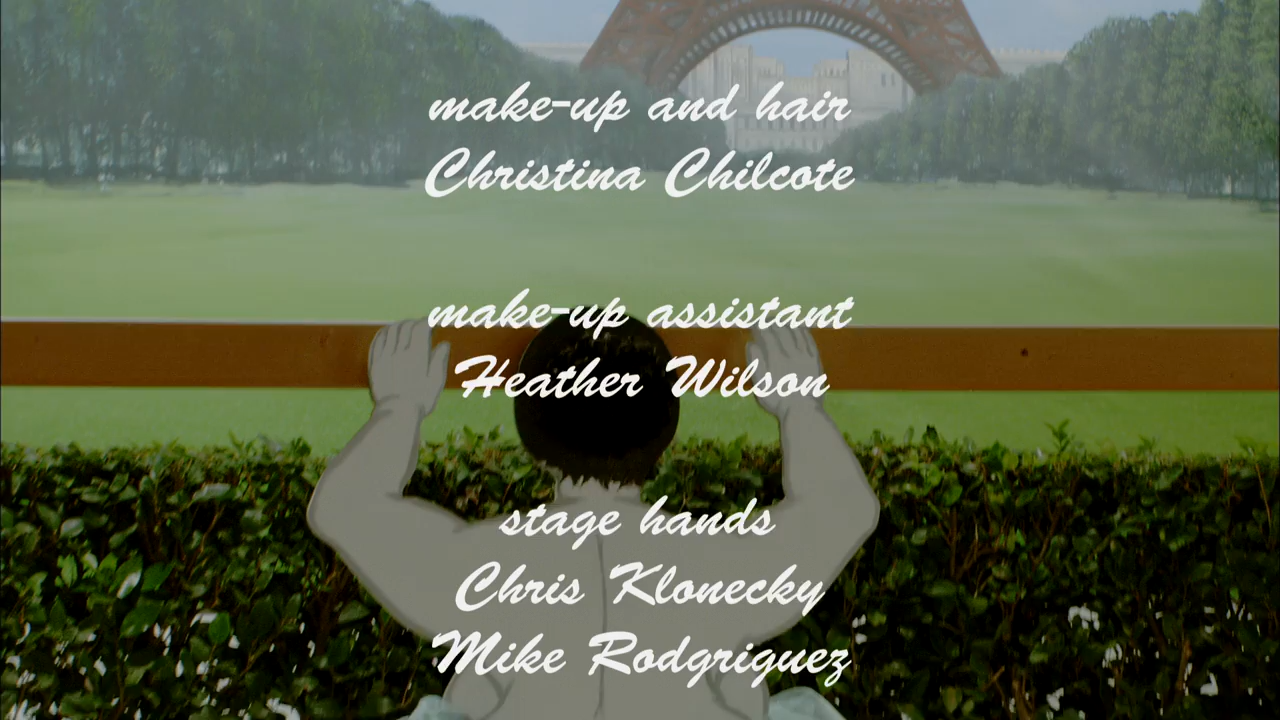 make-up and hair
Christina Chilcote
make-up assistant
Heather Wilson
stage hands
Chris Klonecky
Mike Rodgriguez